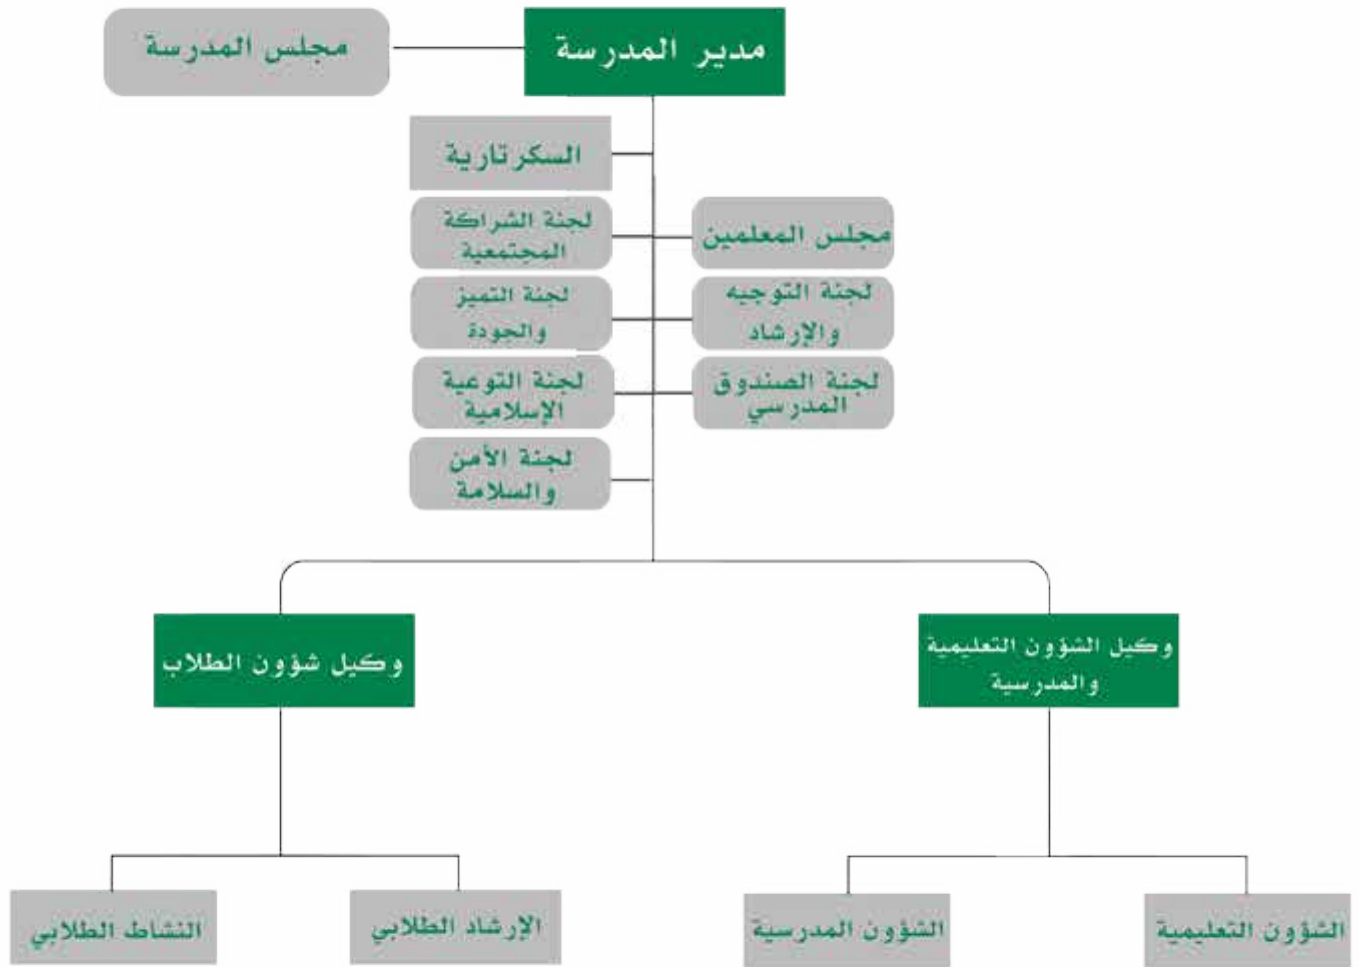 مدير المدرسة
مجلس المدرسة
السكرتارية
مجلس المعلمين
لجنة الشراكة
المجتمعية
لجنة التوجيه
والإرشاد
لجنة التميز
والجودة
لجنة الصندوق
المدرسي
لجنة التوعية
الإسلامية
لجنة الأمن
والسلامة
وكيل الشؤون التعليمية
والمدرسية
وكيل شؤون الطلاب
الشؤون التعليمية
الشؤون المدرسية
الإرشاد الطلابي
النشاط الطلابي